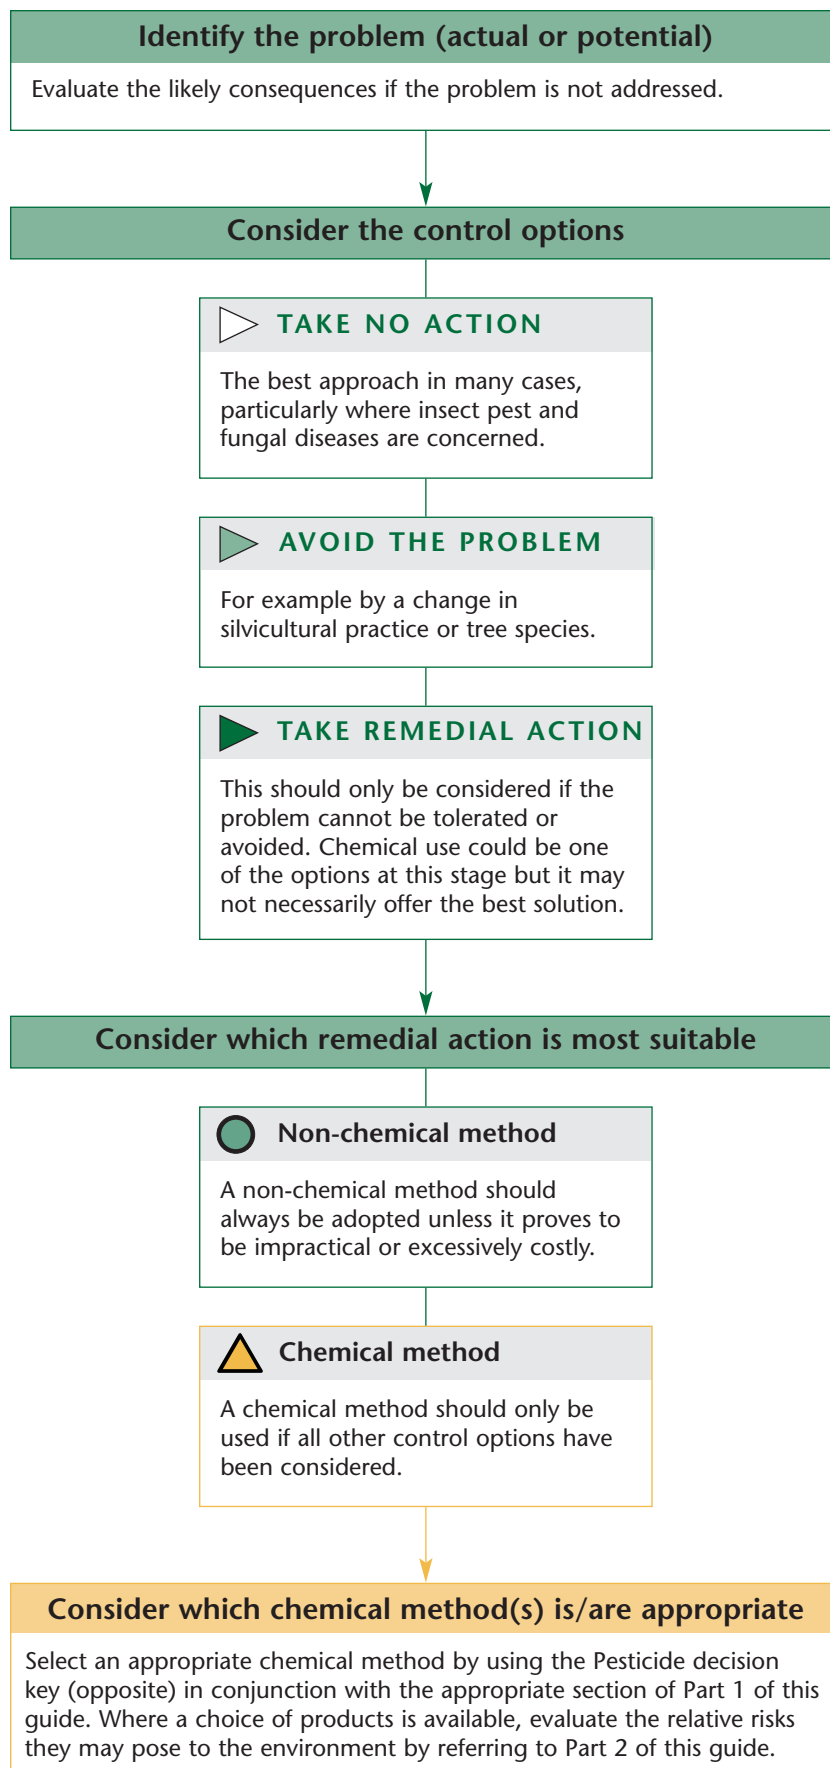 Identify the problem (actual or potential)
Evaluate the likely consequences if the problem is not addressed.
Consider the control options
TAKE NO ACTION
The best approach in many cases,
particularly where insect pest and
fungal diseases are concerned.
AVOID THE PROBLEM
For example by a change in
silvicultural practice or tree species.
TAKE REMEDIAL ACTION
This should only be considered if the
problem cannot be tolerated or
avoided. Chemical use could be one
of the options at this stage but it may
not necessarily offer the best solution.
Consider which remedial action is most suitable
Non-chemical method
A non-chemical method should
always be adopted unless it proves to
be impractical or excessively costly.
Chemical method
A chemical method should only be
used if all other control options have
been considered.
Consider which chemical method(s) is/are appropriate
Select an appropriate chemical method by using the Pesticide decision
key (opposite) in conjunction with the appropriate section of Part 1 of this
guide. Where a choice of products is available, evaluate the relative risks
they may pose to the environment by referring to Part 2 of this guide.